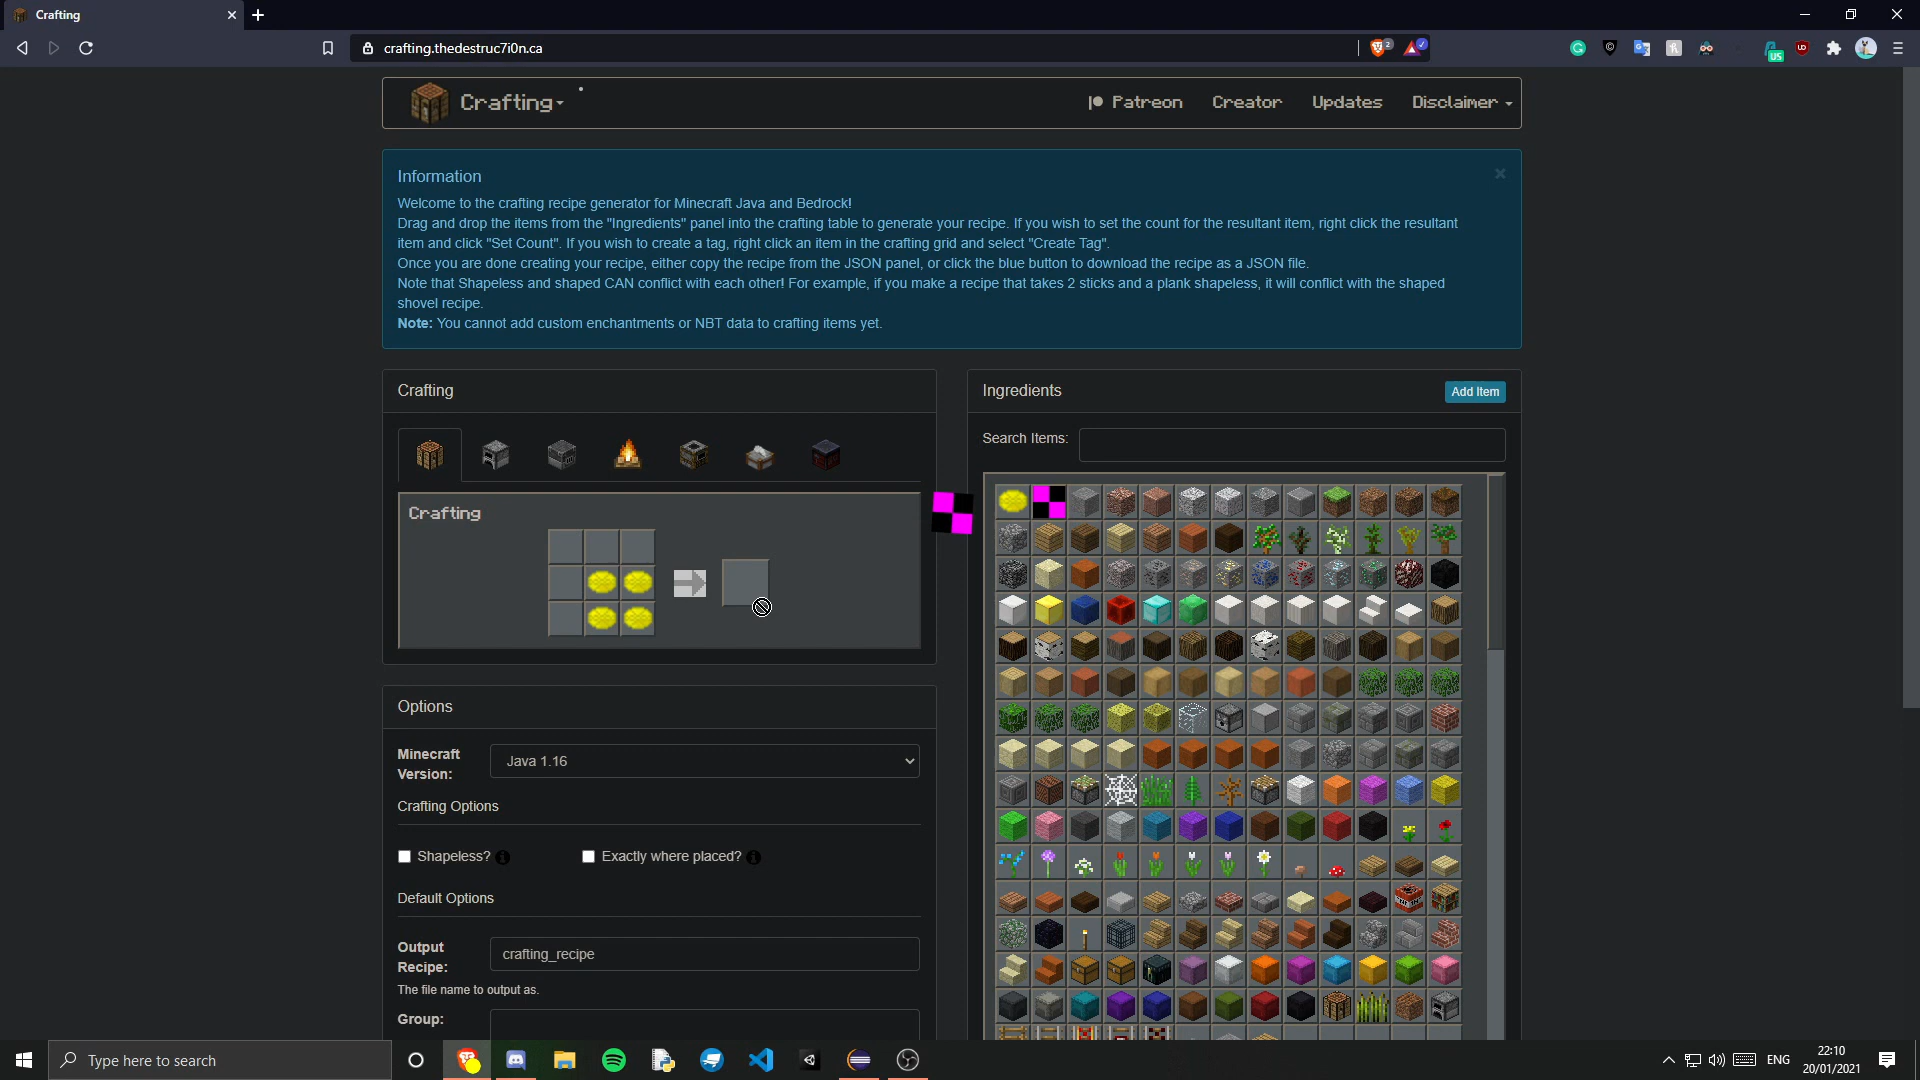 Crafting
crafting.thedestruc7i0n.ca
2
US
Crafting
Patreon
Creator
Updates
Disclaimer
Information
×
Welcome to the crafting recipe generator for Minecraft Java and Bedrock!
Drag and drop the items from the "Ingredients" panel into the crafting table to generate your recipe. If you wish to set the count for the resultant item, right click the resultant
item and click "Set Count". If you wish to create a tag, right click an item in the crafting grid and select "Create Tag".
Once you are done creating your recipe, either copy the recipe from the JSON panel, or click the blue button to download the recipe as a JSON file.
Note that Shapeless and shaped CAN conflict with each other! For example, if you make a recipe that takes 2 sticks and a plank shapeless, it will conflict with the shaped
shovel recipe.
Note: You cannot add custom enchantments or NBT data to crafting items yet.
Crafting
Crafting
Options
Minecraft
Version:
Java 1.16
Crafting Options
Shapeless?
Exactly where placed?
Default Options
Output
Recipe:
crafting_recipe
The file name to output as.
Group:
Ingredients
Add Item
Search Items:
Type here to search
ENG
22:10
20/01/2021